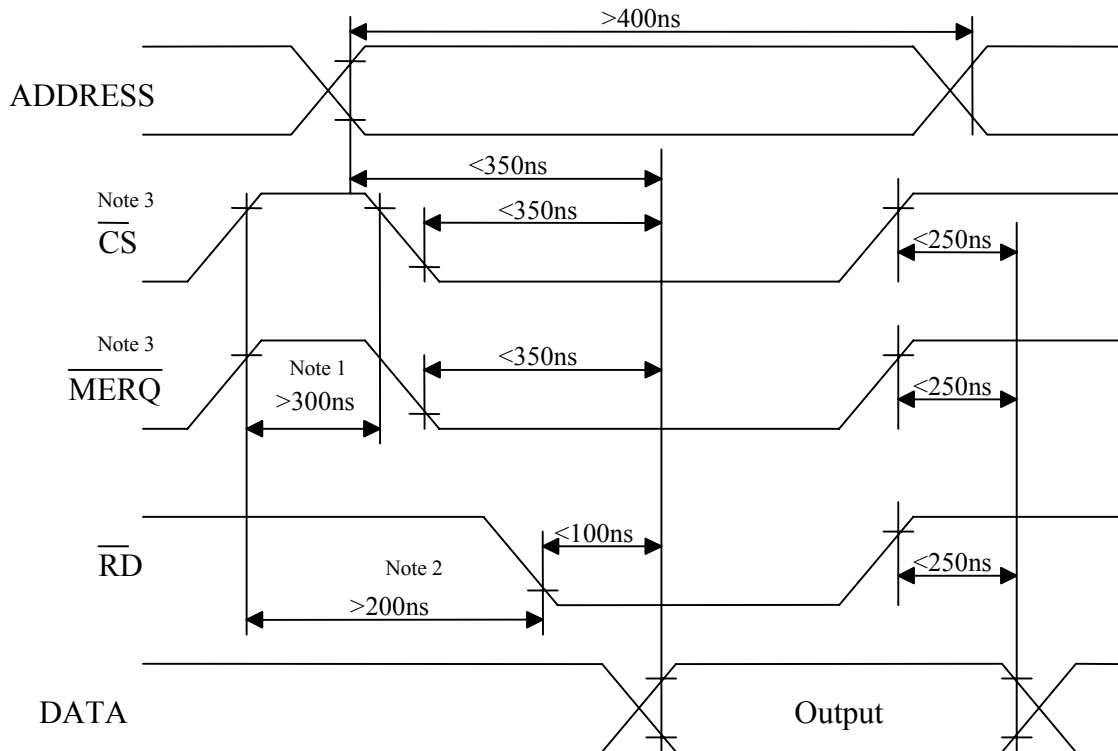 >400ns
ADDRESS
<350ns
Note 3
CS
<350ns
<250ns
Note 3
MERQ
Note 1
>300ns
<350ns
<250ns
RD
<100ns
<250ns
Note 2
>200ns
DATA
Output